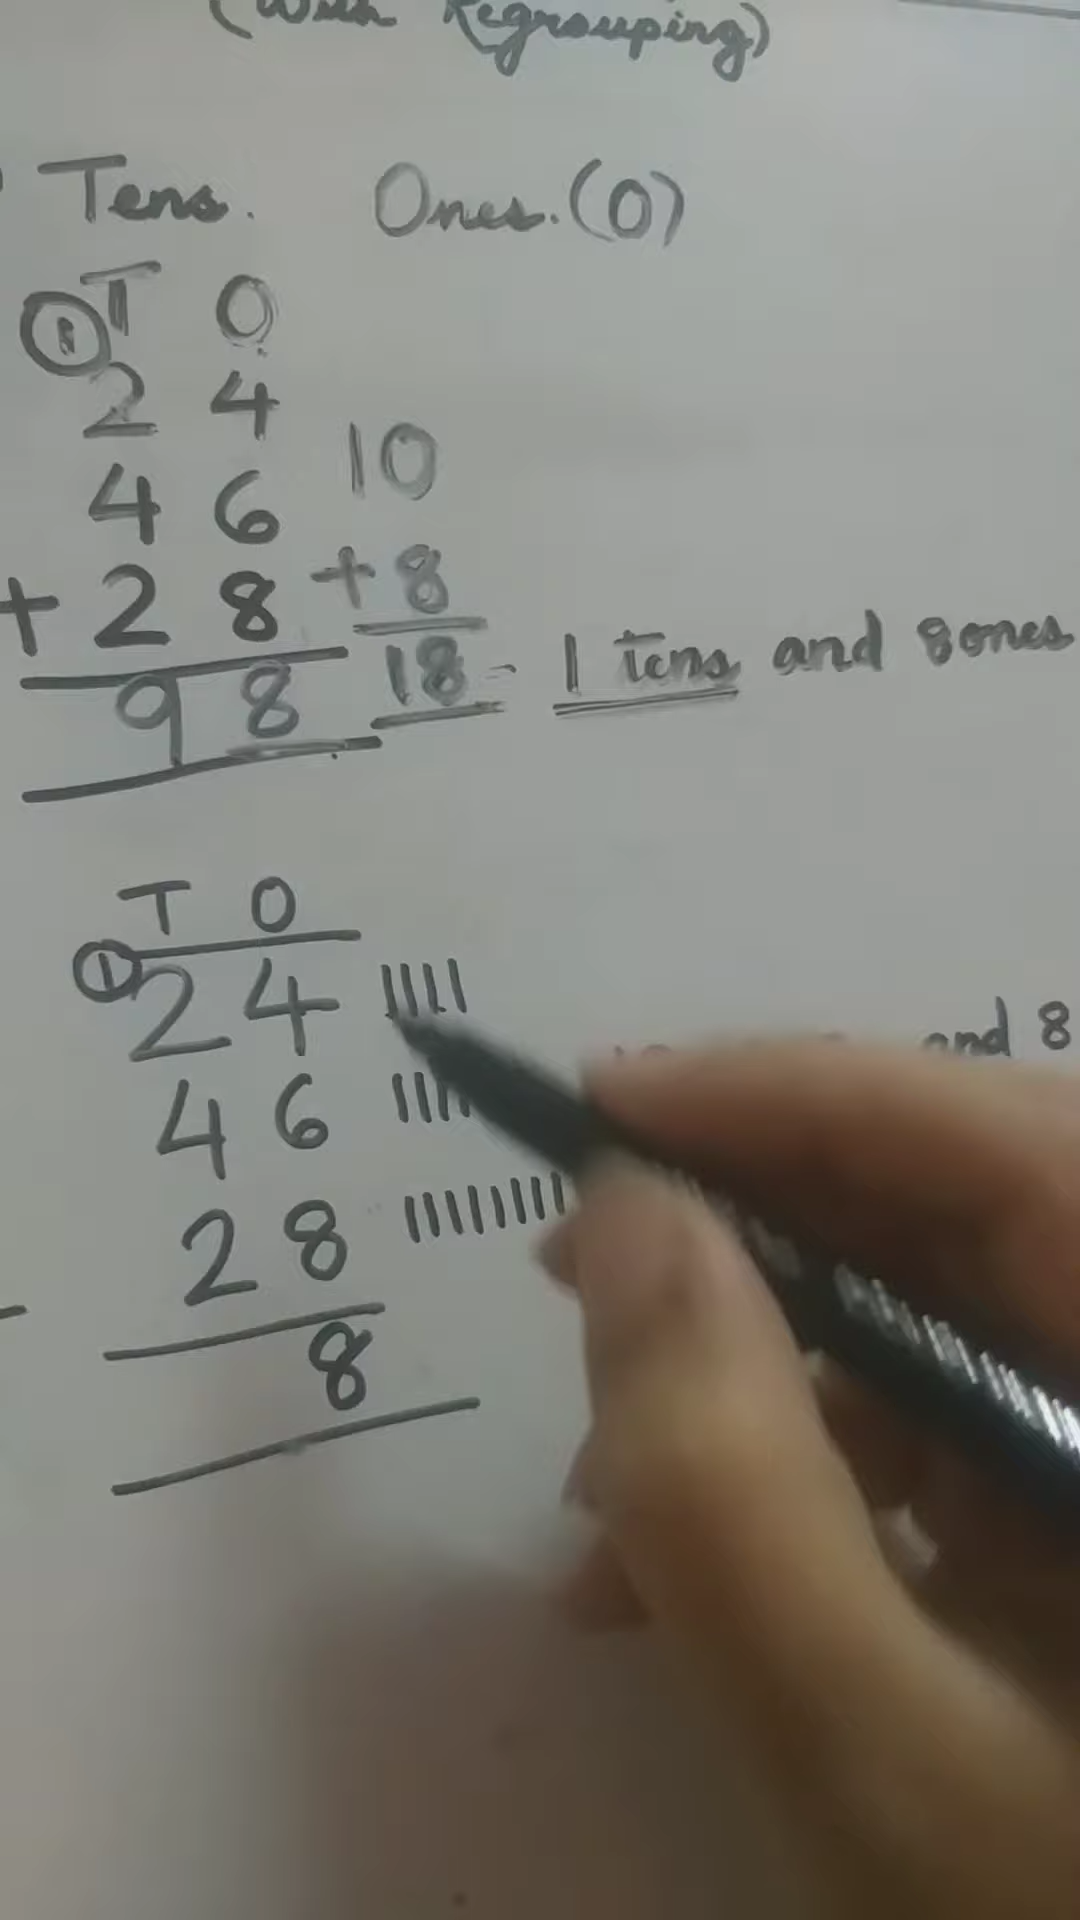 (With Regrouping)
Tens. Ones. (O)
① T O
2 4
4 6 10
+ 2 8 + 8
9 8 18 - 1 Tens and 8 ones
T O
① 2 4 |||||
and 8
4 6
2 8 ||||||||
8